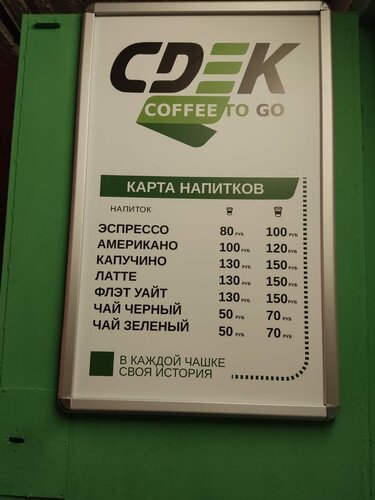 CDEK
COFFEE TO GO
КАРТА НАПИТКОВ
НАПИТОК
ЭСПРЕССО 80 РУБ 100 РУБ
АМЕРИКАНО 100 РУБ 120 РУБ
КАПУЧИНО 130 РУБ 150 РУБ
ЛАТТЕ 130 РУБ 150 РУБ
ФЛЭТ УАЙТ 130 РУБ 150 РУБ
ЧАЙ ЧЕРНЫЙ 50 РУБ 70 РУБ
ЧАЙ ЗЕЛЕНЫЙ 50 РУБ 70 РУБ
В КАЖДОЙ ЧАШКЕ
СВОЯ ИСТОРИЯ